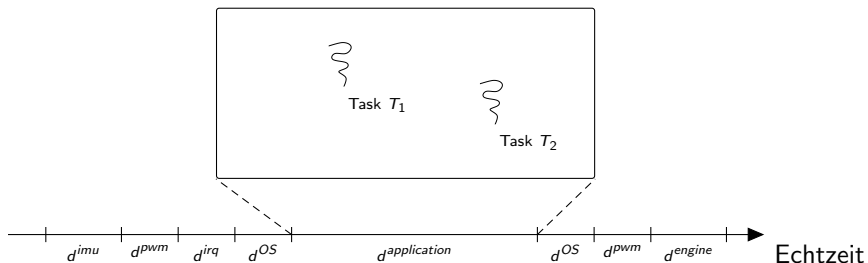 Task T₁
Task T₂
d^imu d^pwm d^irq d^OS d^application d^OS d^pwm d^engine
Echtzeit